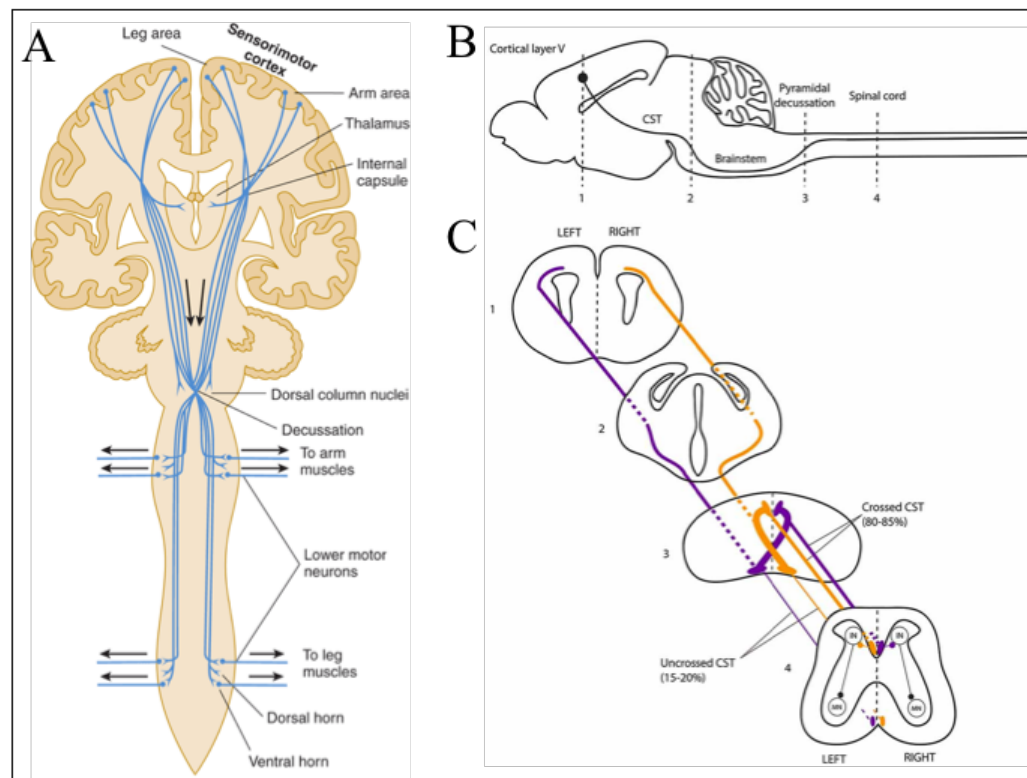 A
Leg area
Sensorimotor
cortex
Arm area
Thalamus
Internal
capsule
Dorsal column nuclei
Decussation
To arm
muscles
Lower motor
neurons
To leg
muscles
Dorsal horn
Ventral horn
B
Cortical layer V
CST
Brainstem
Pyramidal
decussation
Spinal cord
1
2
3
4
C
LEFT
RIGHT
1
2
3
Crossed CST
(80-85%)
Uncrossed CST
(15-20%)
4
IN
IN
MN
MN
LEFT
RIGHT